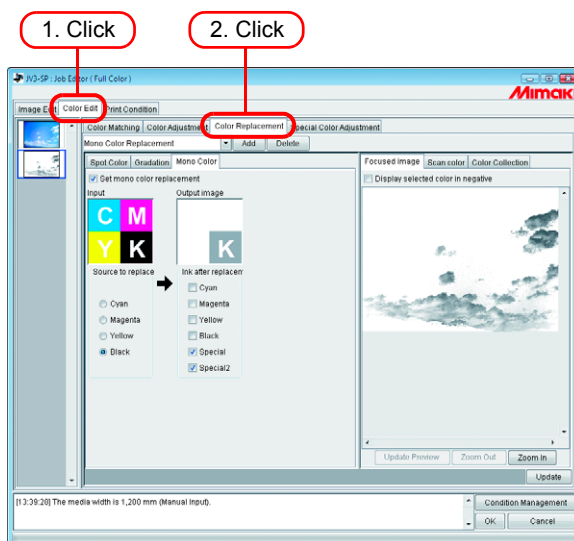 1. Click
2. Click
JV3-SP : Job Editor ( Full Color )
Mimaki
Image Edit Color Edit Print Condition
Color Matching Color Adjustment Color Replacement Special Color Adjustment
Mono Color Replacement Add Delete
Spot Color Gradation Mono Color
Focused image Scan color Color Collection
Set mono color replacement
Display selected color in negative
Input Output image
C M
Y K
K
Source to replace Ink after replacem
Cyan
Magenta
Yellow
Black
Cyan
Magenta
Yellow
Black
Special
Special2
Update Preview Zoom Out Zoom In
Update
[13:39:20] The media width is 1,200 mm (Manual Input).
Condition Management
OK Cancel